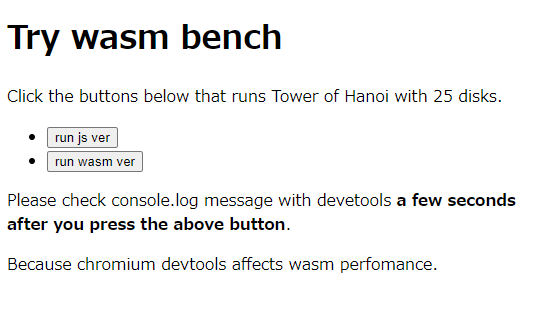 Try wasm bench
Click the buttons below that runs Tower of Hanoi with 25 disks.
run js ver
run wasm ver
Please check console.log message with devetools a few seconds
after you press the above button.
Because chromium devtools affects wasm perfomance.